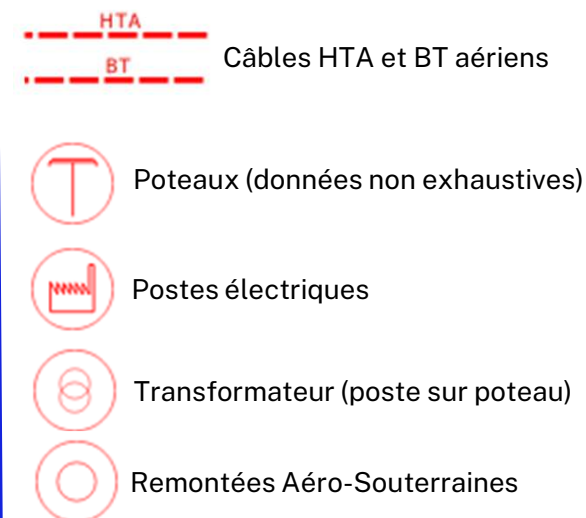 HTA
BT
Câbles HTA et BT aériens
Poteaux (données non exhaustives)
Postes électriques
Transformateur (poste sur poteau)
Remontées Aéro-Souterraines